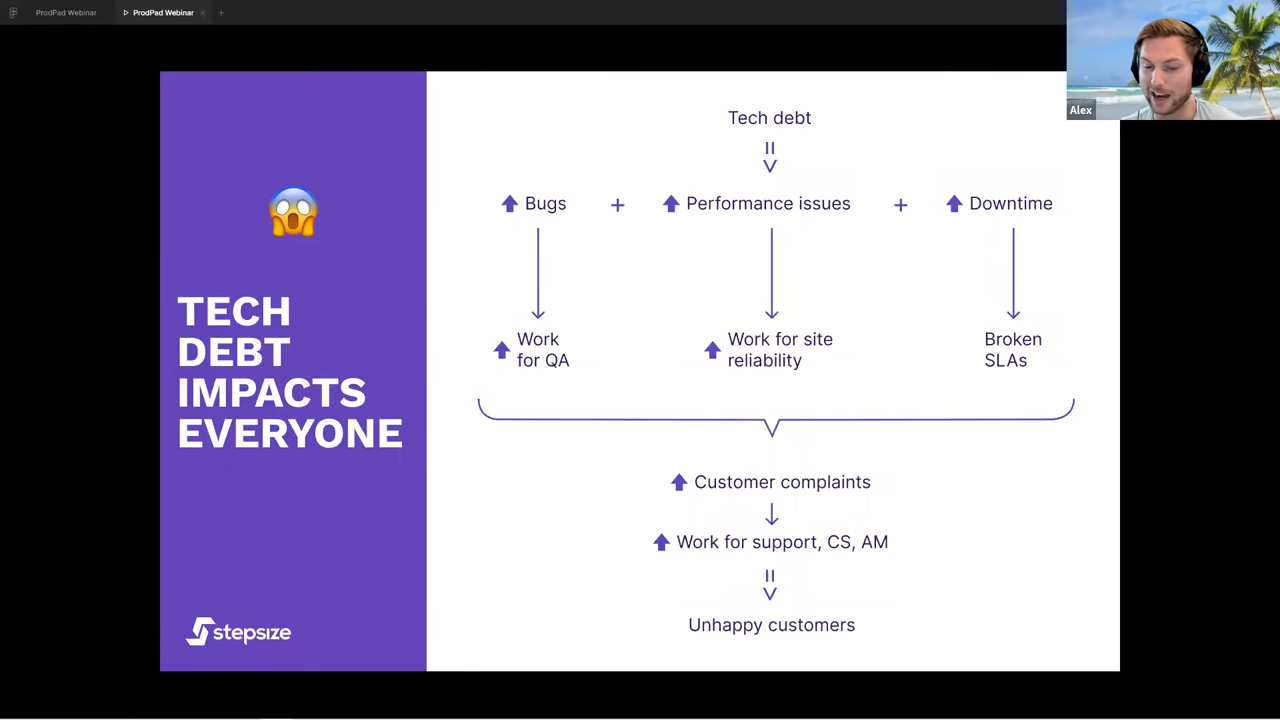 ProdPad Webinar
ProdPad Webinar
Alex
TECH
DEBT
IMPACTS
EVERYONE
stepsize
Tech debt
Bugs + Performance issues + Downtime
Work
for QA
Work for site
reliability
Broken
SLAs
Customer complaints
Work for support, CS, AM
Unhappy customers